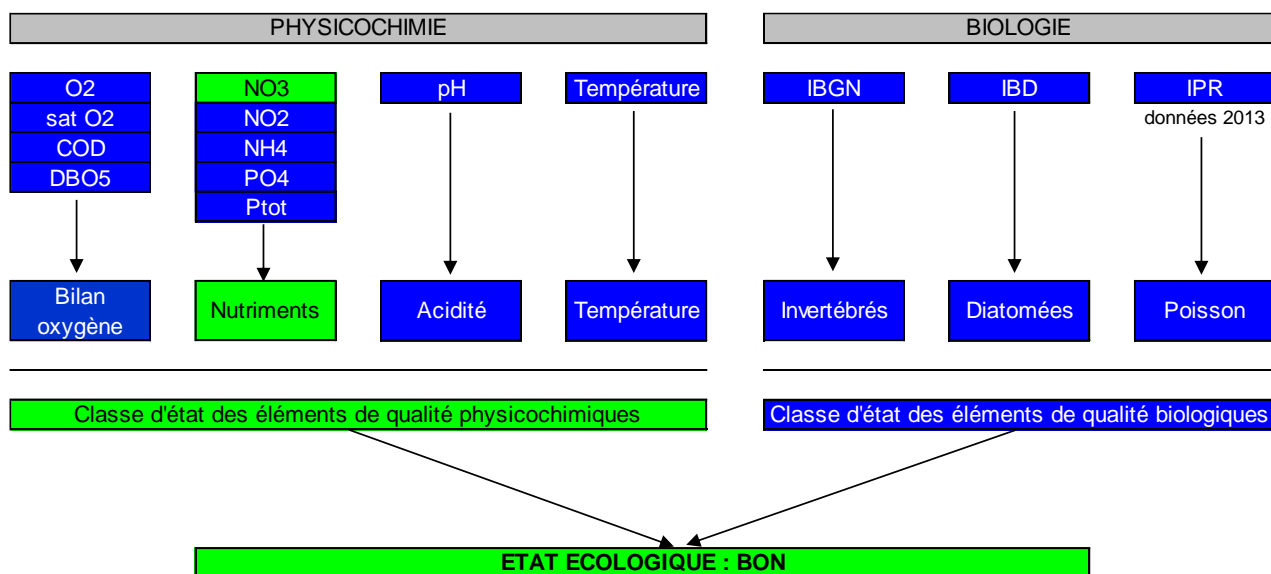 PHYSICOCHIMIE
BIOLOGIE
O2
sat O2
COD
DBO5
NO3
NO2
NH4
PO4
Ptot
pH
Température
IBGN
IBD
IPR
données 2013
Bilan
oxygène
Nutriments
Acidité
Température
Invertébrés
Diatomées
Poisson
Classe d'état des éléments de qualité physicochimiques
Classe d'état des éléments de qualité biologiques
ETAT ECOLOGIQUE : BON